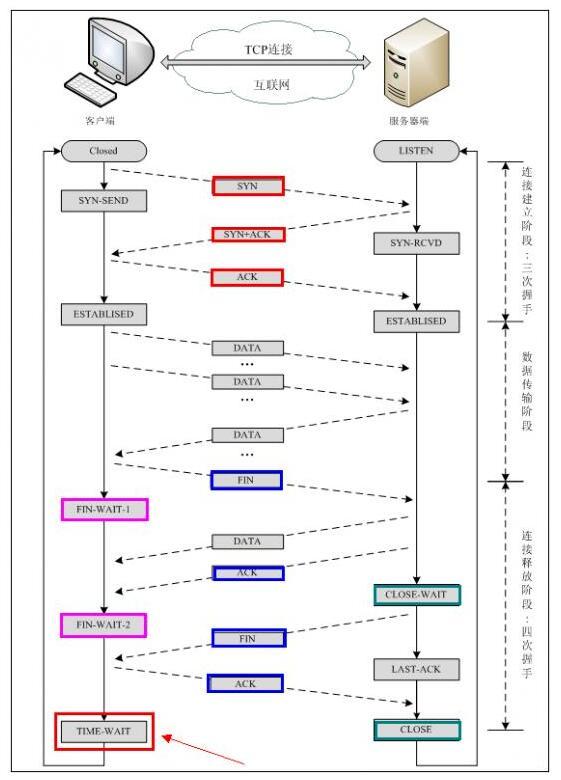 TCP连接
互联网
客户端
服务器端
Closed
LISTEN
SYN
SYN-SEND
SYN+ACK
SYN-RCVD
ACK
ESTABLISED
ESTABLISED
连接建立阶段：三次握手
DATA
...
DATA
...
DATA
...
数据传输阶段
FIN
FIN-WAIT-1
DATA
ACK
CLOSE-WAIT
FIN-WAIT-2
FIN
LAST-ACK
ACK
连接释放阶段：四次握手
TIME-WAIT
CLOSE